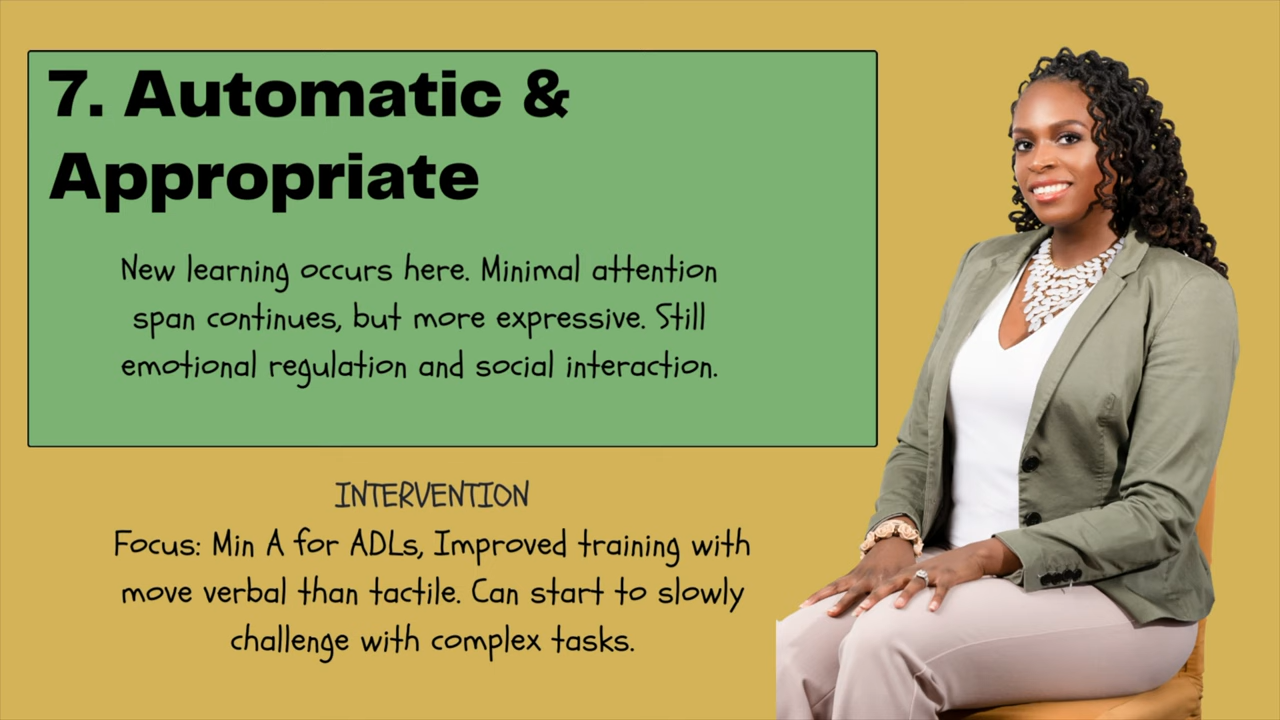 7. Automatic &
Appropriate
New learning occurs here. Minimal attention
span continues, but more expressive. Still
emotional regulation and social interaction.
INTERVENTION
Focus: Min A for ADLs, Improved training with
move verbal than tactile. Can start to slowly
challenge with complex tasks.